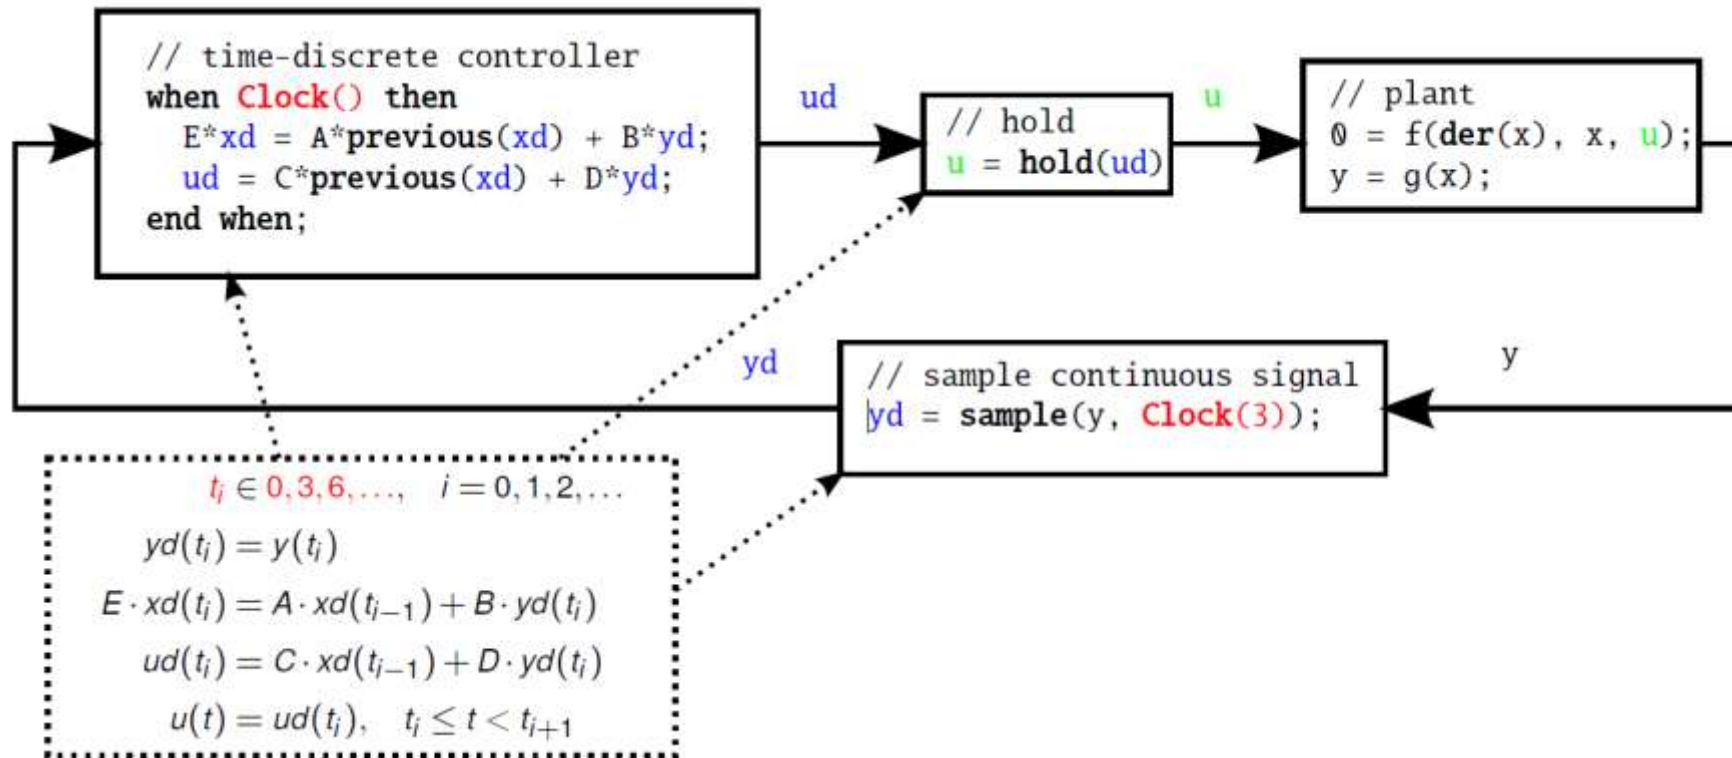 // time-discrete controller
when Clock() then
E*xd = A*previous(xd) + B*yd;
ud = C*previous(xd) + D*yd;
end when;
ud
// hold
u = hold(ud)
u
// plant
0 = f(der(x), x, u);
y = g(x);
yd
// sample continuous signal
yd = sample(y, Clock(3));
y
tᵢ ∈ 0,3,6,..., i = 0,1,2,...
yd(tᵢ) = y(tᵢ)
E · xd(tᵢ) = A · xd(tᵢ₋₁) + B · yd(tᵢ)
ud(tᵢ) = C · xd(tᵢ₋₁) + D · yd(tᵢ)
u(t) = ud(tᵢ), tᵢ ≤ t < tᵢ₊₁